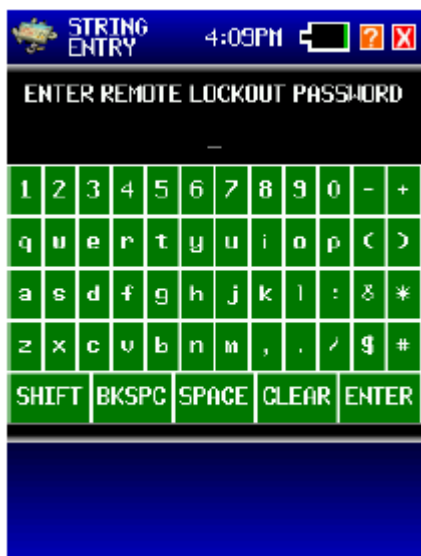 STRING
ENTRY
4:09PM
? X
ENTER REMOTE LOCKOUT PASSWORD
_
1 2 3 4 5 6 7 8 9 0 - +
q w e r t y u i o p ( )
a s d f g h j k l : & *
z x c v b n m , . / $ #
SHIFT BKSPC SPACE CLEAR ENTER